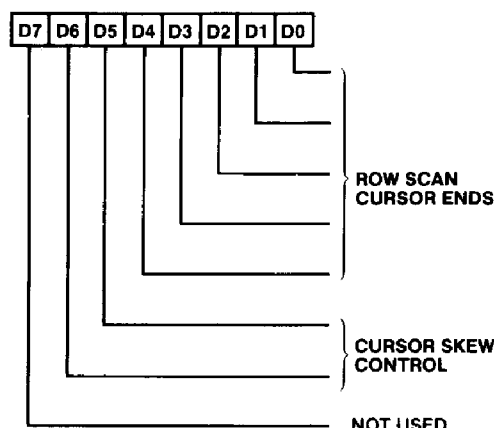 D7 D6 D5 D4 D3 D2 D1 D0
ROW SCAN
CURSOR ENDS
CURSOR SKEW
CONTROL
NOT USED